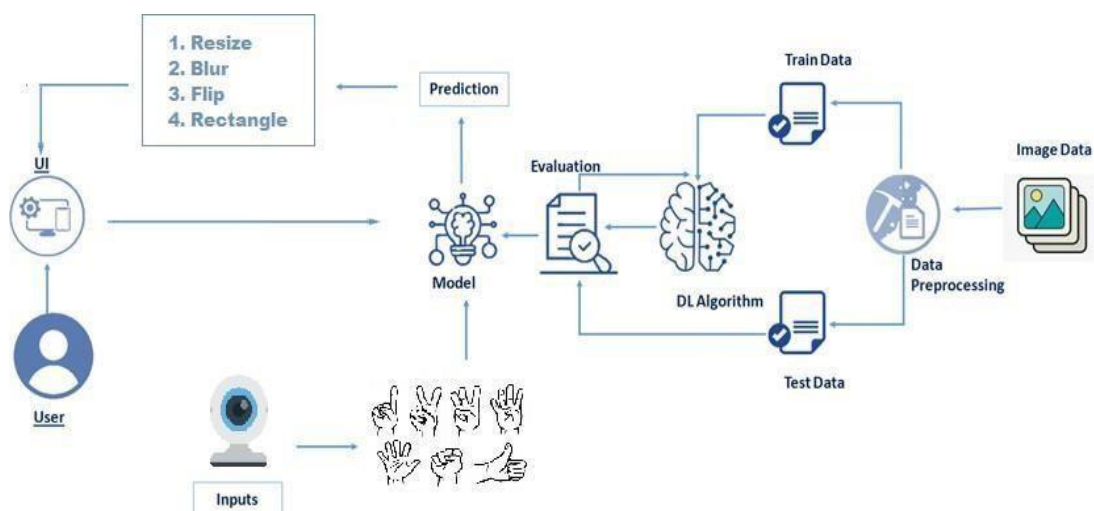 1. Resize
2. Blur
3. Flip
4. Rectangle
Prediction
Train Data
UI
Evaluation
Image Data
Model
DL Algorithm
Data
Preprocessing
User
Test Data
Inputs